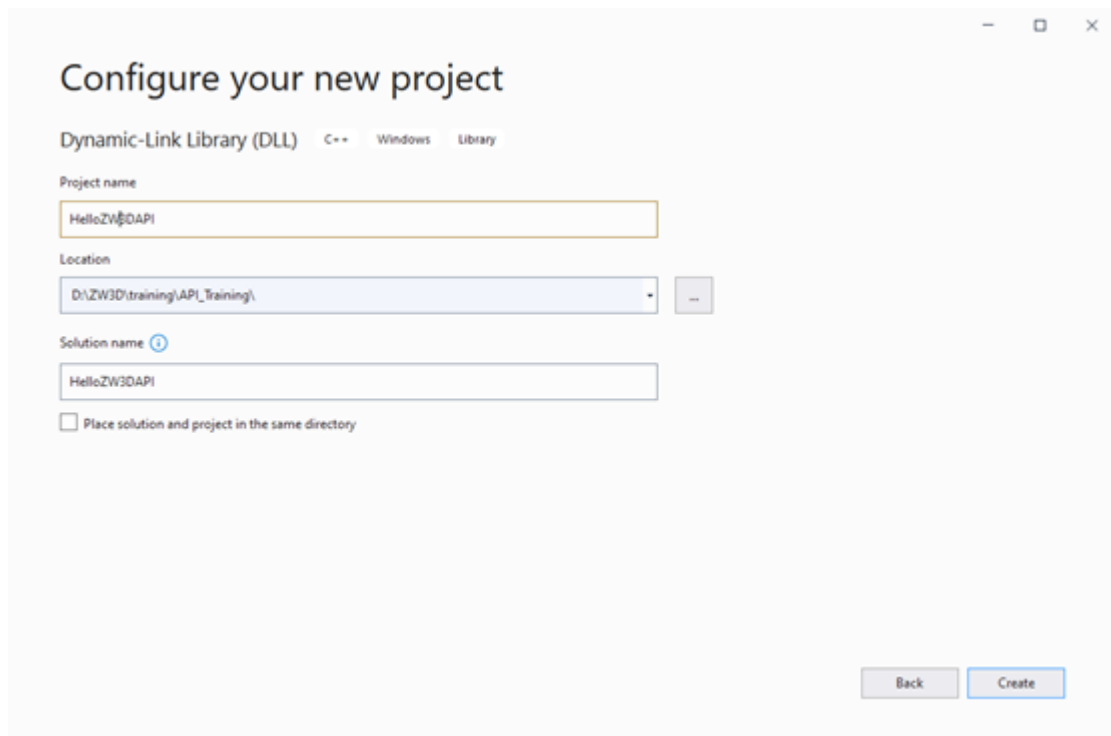 Configure your new project
Dynamic-Link Library (DLL) C++ Windows Library
Project name
HelloZW3DAPI
Location
D:\ZW3D\training\API_Training\
...
Solution name
HelloZW3DAPI
Place solution and project in the same directory
Back Create